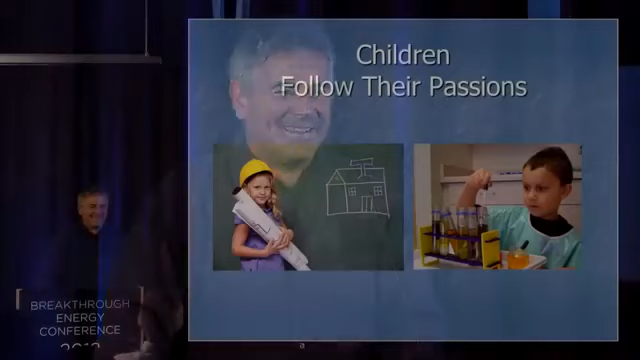 Children
Follow Their Passions
BREAKTHROUGH
ENERGY
CONFERENCE